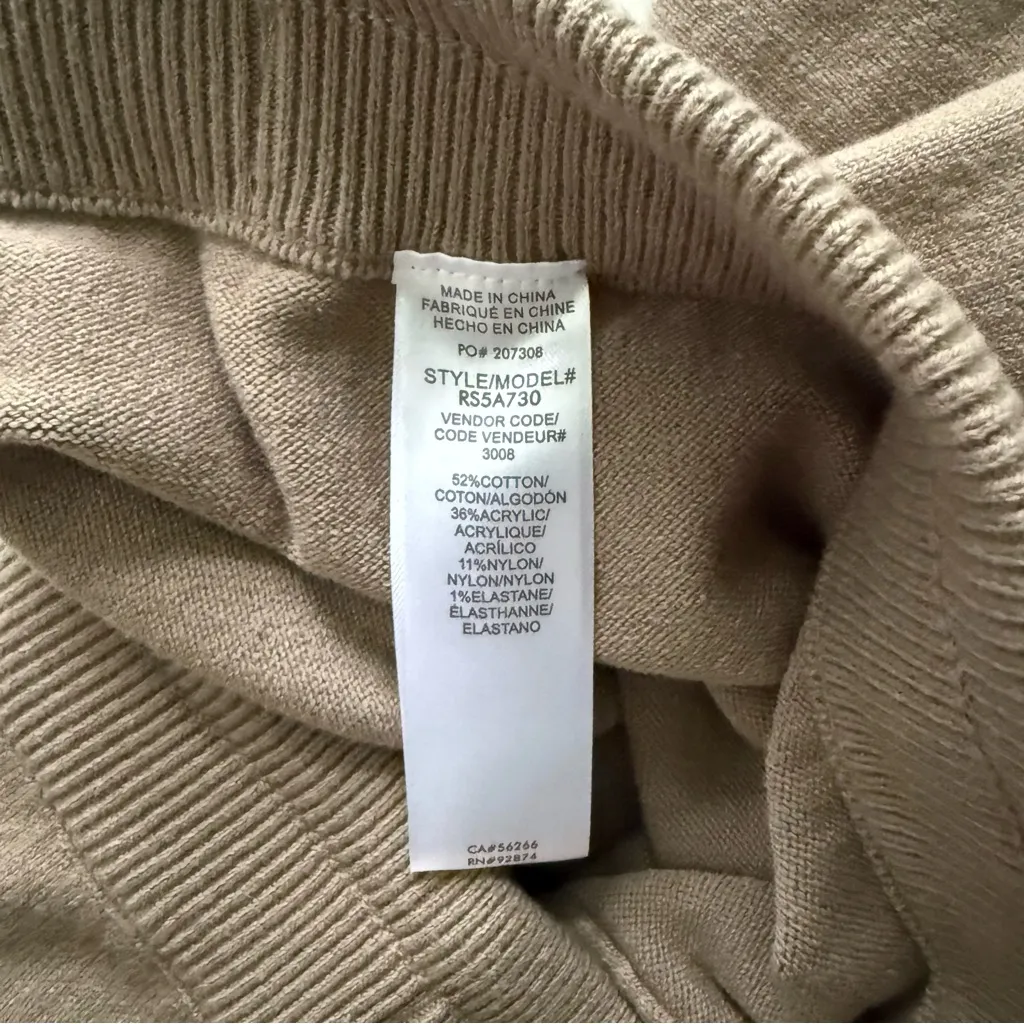 MADE IN CHINA
FABRIQUÉ EN CHINE
HECHO EN CHINA
PO# 207308
STYLE/MODEL#
RS5A730
VENDOR CODE/
CODE VENDEUR#
3008
52%COTTON/
COTON/ALGODÓN
36%ACRYLIC/
ACRYLIQUE/
ACRÍLICO
11%NYLON/
NYLON/NYLON
1%ELASTANE/
ÉLASTHANNE/
ELASTANO
CA#56266
RN#92874